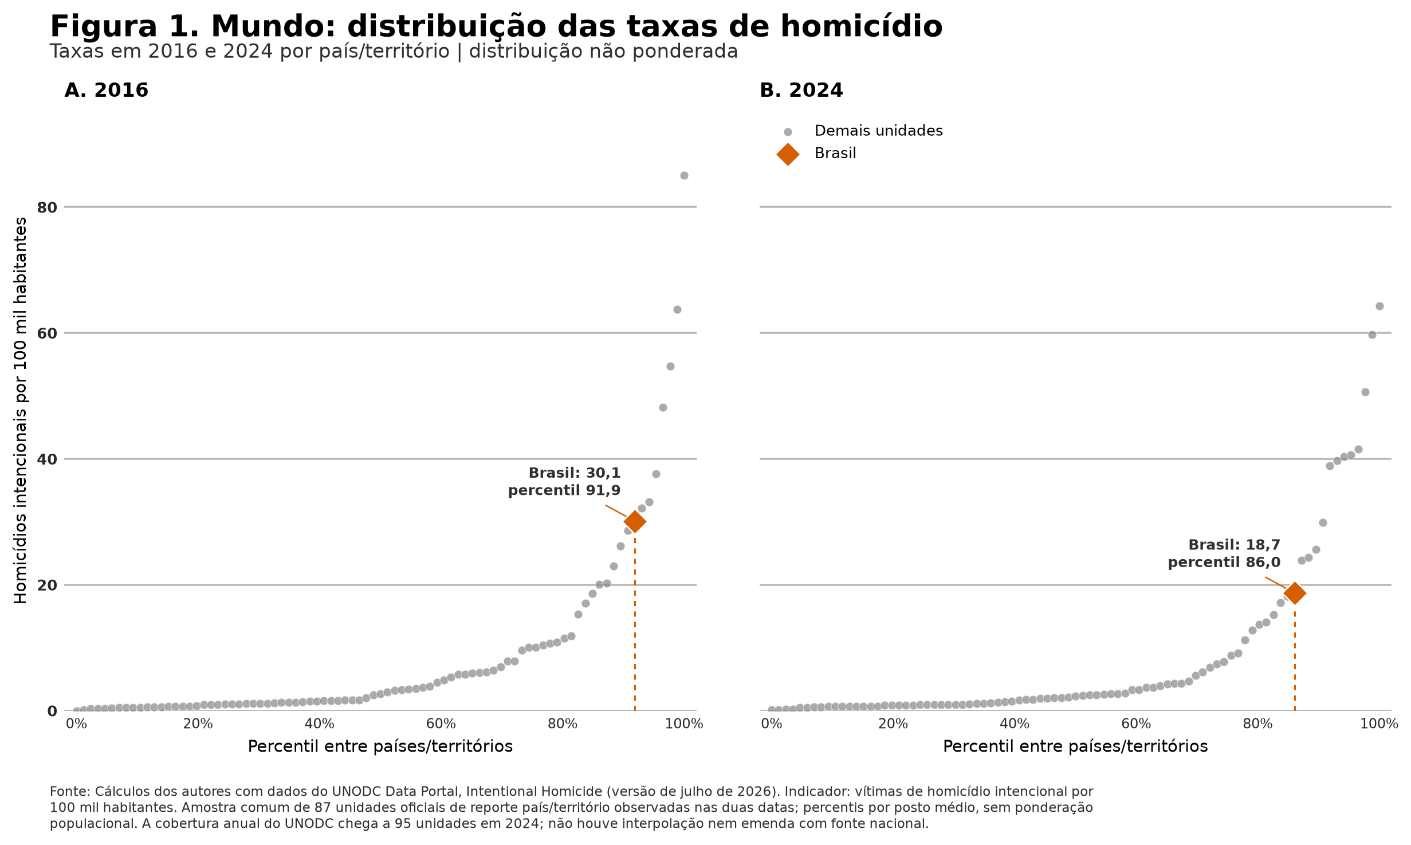 Figura 1. Mundo: distribuição das taxas de homicídio
Taxas em 2016 e 2024 por país/território | distribuição não ponderada
A. 2016
B. 2024
Demais unidades
Brasil
Homicídios intencionais por 100 mil habitantes
80
60
40
20
0
Brasil: 30,1
percentil 91,9
Brasil: 18,7
percentil 86,0
0% 20% 40% 60% 80% 100%
0% 20% 40% 60% 80% 100%
Percentil entre países/territórios
Percentil entre países/territórios
Fonte: Cálculos dos autores com dados do UNODC Data Portal, Intentional Homicide (versão de julho de 2026). Indicador: vítimas de homicídio intencional por
100 mil habitantes. Amostra comum de 87 unidades oficiais de reporte país/território observadas nas duas datas; percentis por posto médio, sem ponderação
populacional. A cobertura anual do UNODC chega a 95 unidades em 2024; não houve interpolação nem emenda com fonte nacional.